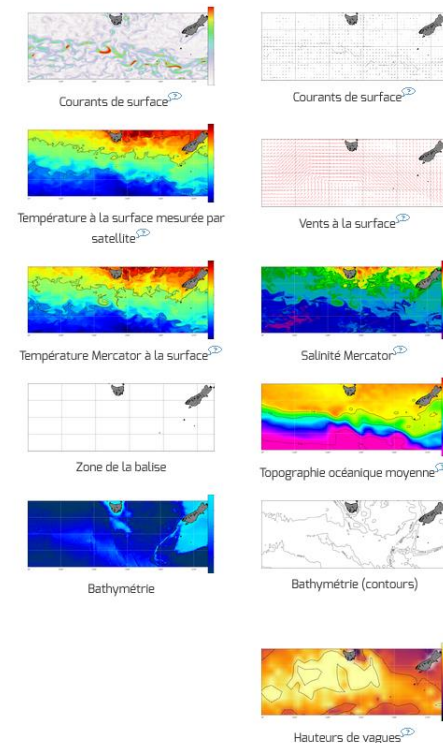 Courants de surface
Courants de surface
Température à la surface mesurée par
satellite
Vents à la surface
Température Mercator à la surface
Salinité Mercator
Zone de la balise
Topographie océanique moyenne
Bathymétrie
Bathymétrie (contours)
Hauteurs de vagues